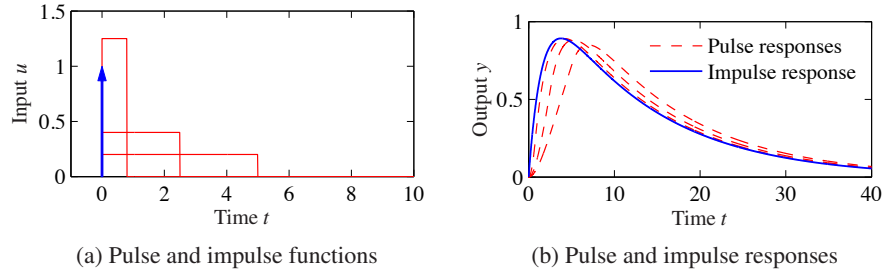 1.5
1
0.5
0
Input u
0
2
4
6
8
10
Time t
(a) Pulse and impulse functions
1
0.5
0
Output y
Pulse responses
Impulse response
0
10
20
30
40
Time t
(b) Pulse and impulse responses